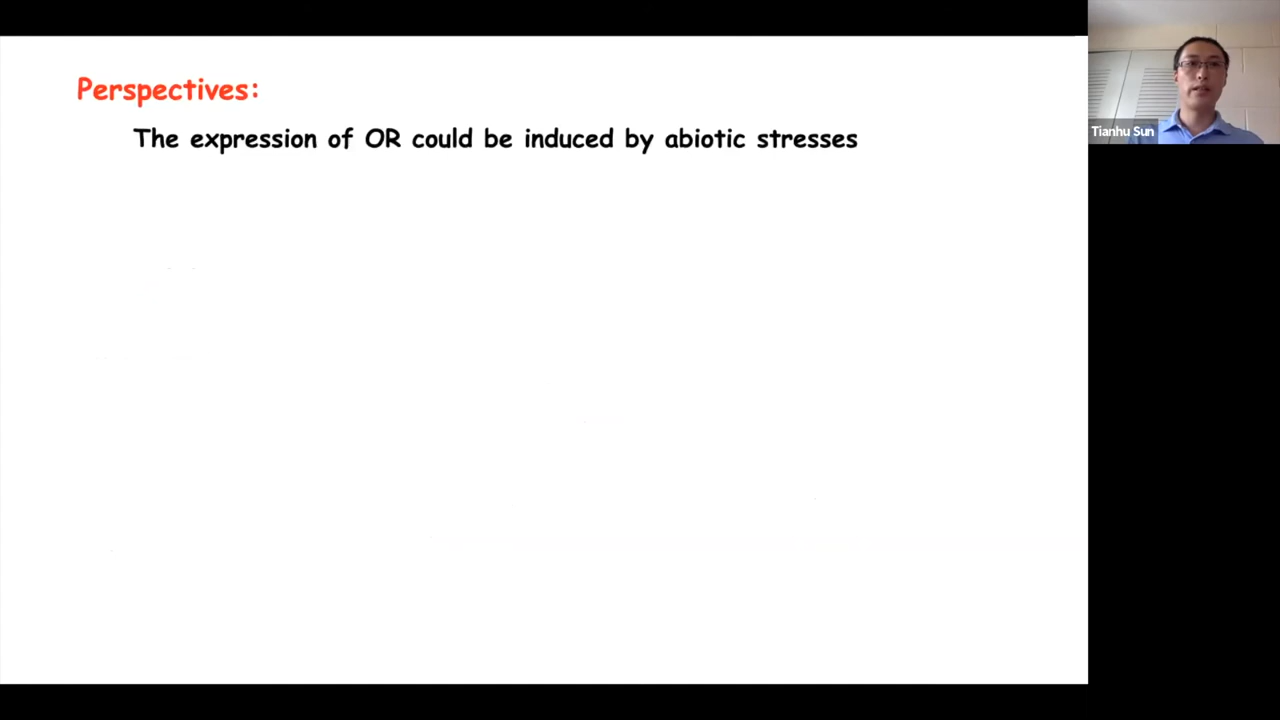 Perspectives:
The expression of OR could be induced by abiotic stresses
Tianhu Sun